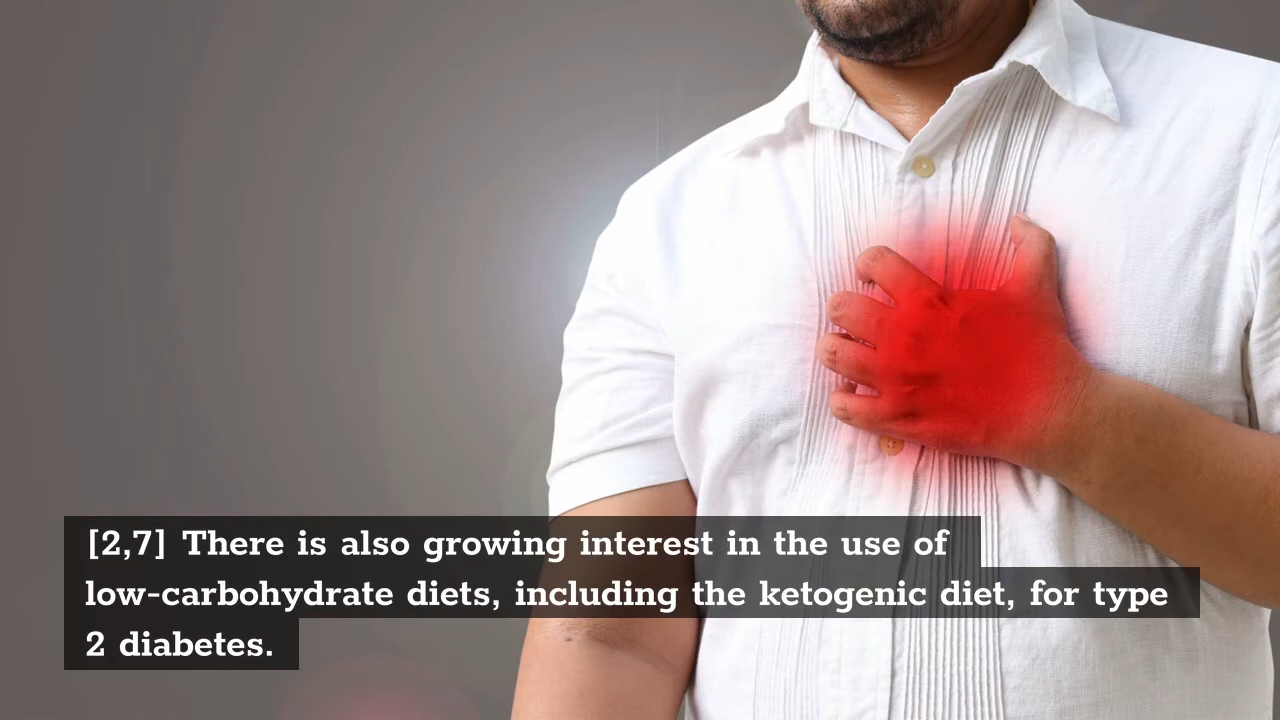 [2,7] There is also growing interest in the use of
low-carbohydrate diets, including the ketogenic diet, for type
2 diabetes.